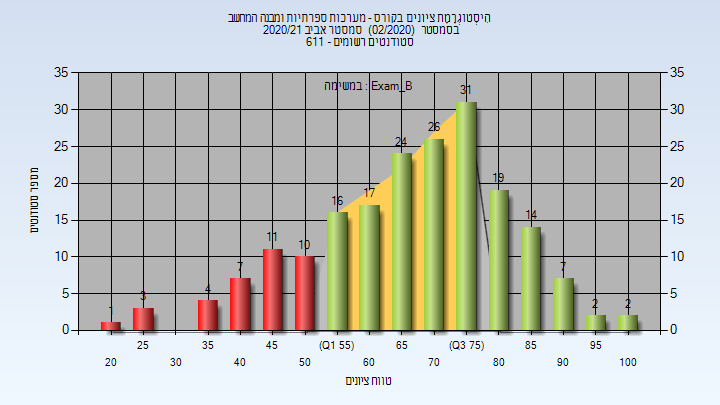 היסטוגרמת ציונים בקורס - מערכות ספרתיות ומבנה המחשב
בסמסטר (02/2020) סמסטר אביב 2020/21
סטודנטים רשומים - 611
במשימה : Exam_B
35 35
30 30
25 25
20 20
15 15
10 10
5 5
0 0
מספר סטודנטים
1 3 4 7 11 10 16 17 24 26 31 19 14 7 2 2
25 35 45 (Q1 55) 65 (Q3 75) 85 95
20 30 40 50 60 70 80 90 100
טווח ציונים